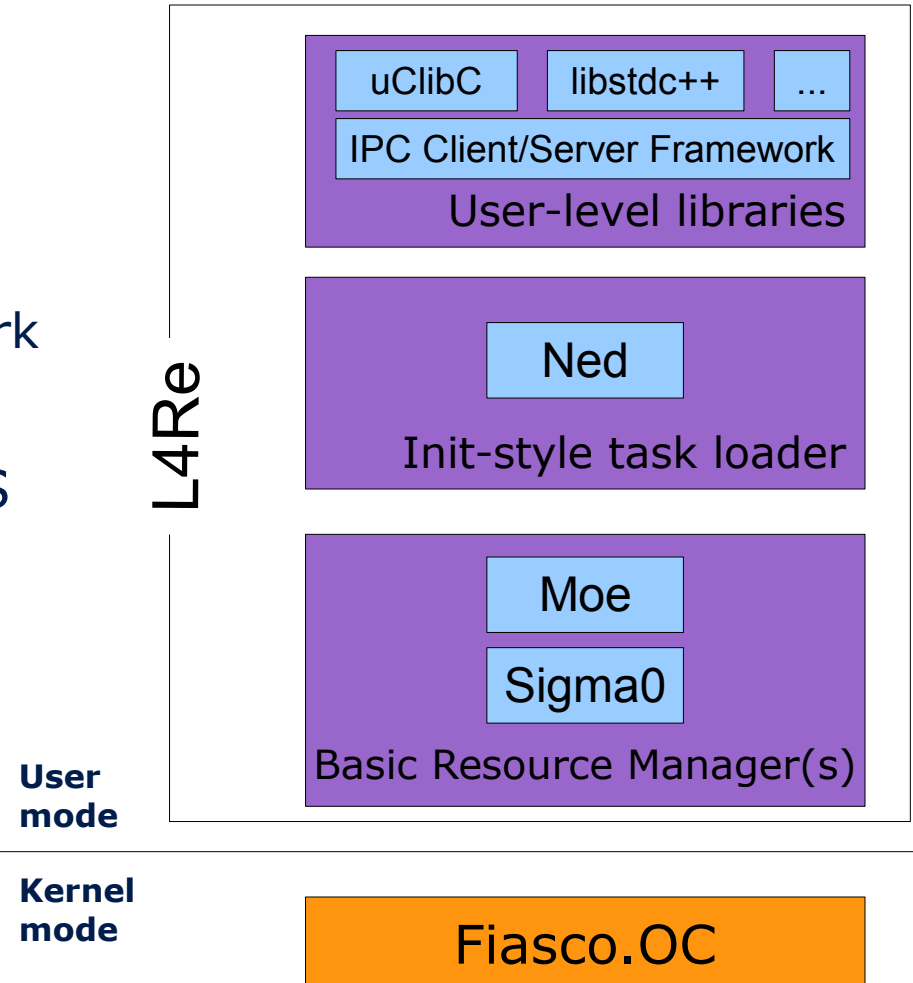 uClibC
libstdc++
...
IPC Client/Server Framework
User-level libraries
rk
S
L4Re
Ned
Init-style task loader
Moe
Sigma0
Basic Resource Manager(s)
User
mode
Kernel
mode
Fiasco.OC